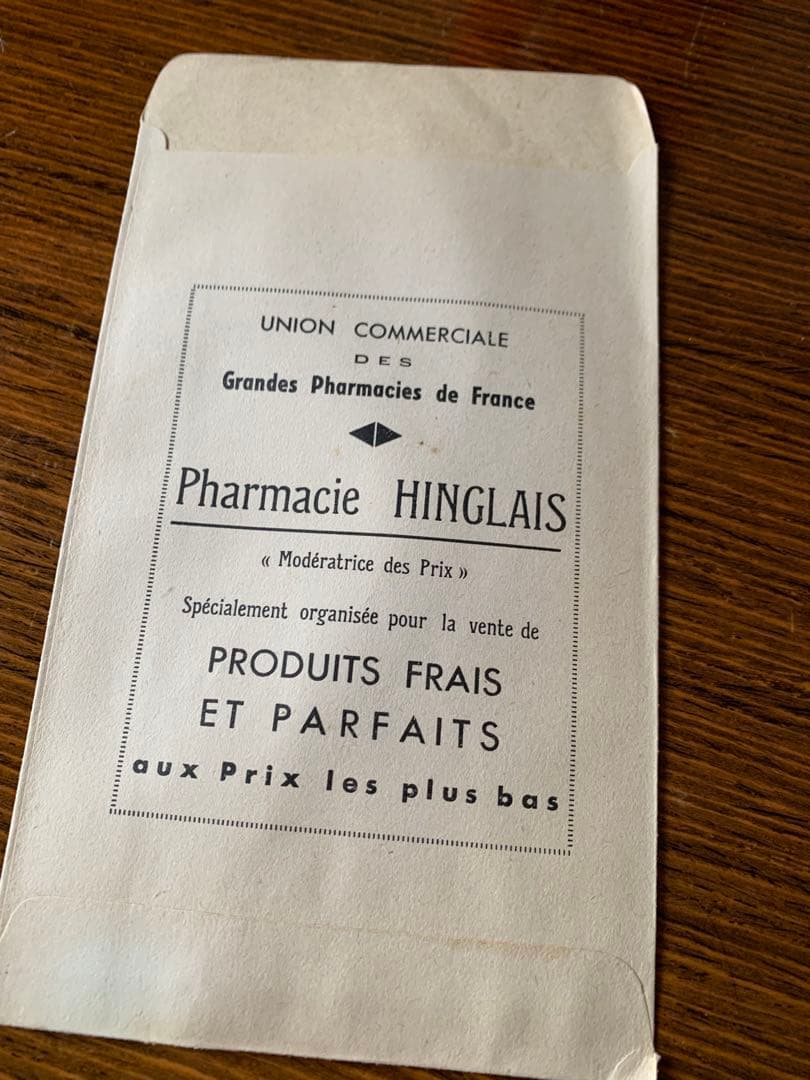 UNION COMMERCIALE
DES
Grandes Pharmacies de France
Pharmacie HINGLAIS
« Modératrice des Prix »
Spécialement organisée pour la vente de
PRODUITS FRAIS
ET PARFAITS
aux Prix les plus bas